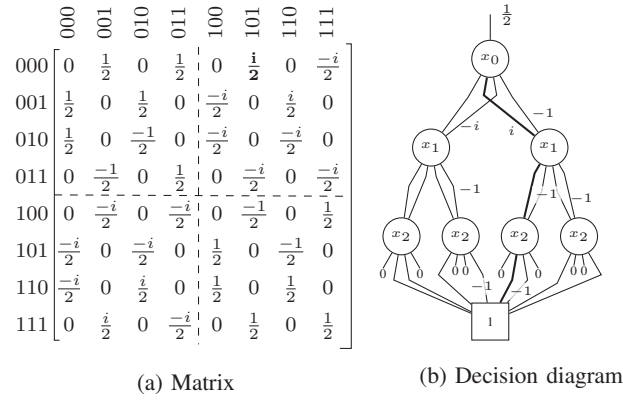 000 001 010 011 100 101 110 111
000 0 1/2 0 1/2 0 i/2 0 -i/2
001 1/2 0 1/2 0 -i/2 0 i/2 0
010 1/2 0 -1/2 0 -i/2 0 -i/2 0
011 0 -1/2 0 1/2 0 -i/2 0 -i/2
100 0 -i/2 0 -i/2 0 -1/2 0 1/2
101 -i/2 0 -i/2 0 1/2 0 -1/2 0
110 -i/2 0 i/2 0 1/2 0 1/2 0
111 0 i/2 0 -i/2 0 1/2 0 1/2
(a) Matrix
1/2
x0
-i i -1
x1 x1
-1 -1 -1
x2 x2 x2 x2
0 0 0 0 0 0 0 0
-1 -1
1
(b) Decision diagram